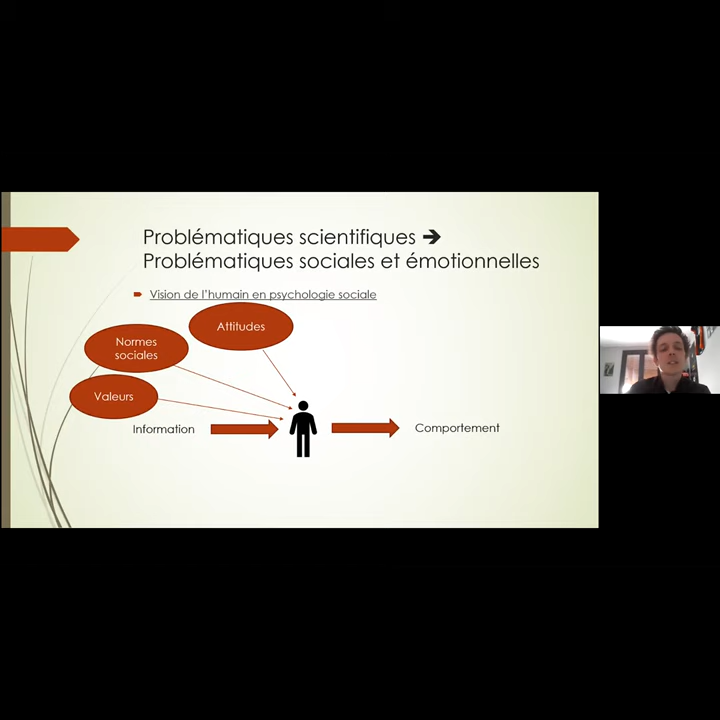 Problématiques scientifiques ➔
Problématiques sociales et émotionnelles
Vision de l'humain en psychologie sociale
Attitudes
Normes
sociales
Valeurs
Information
Comportement